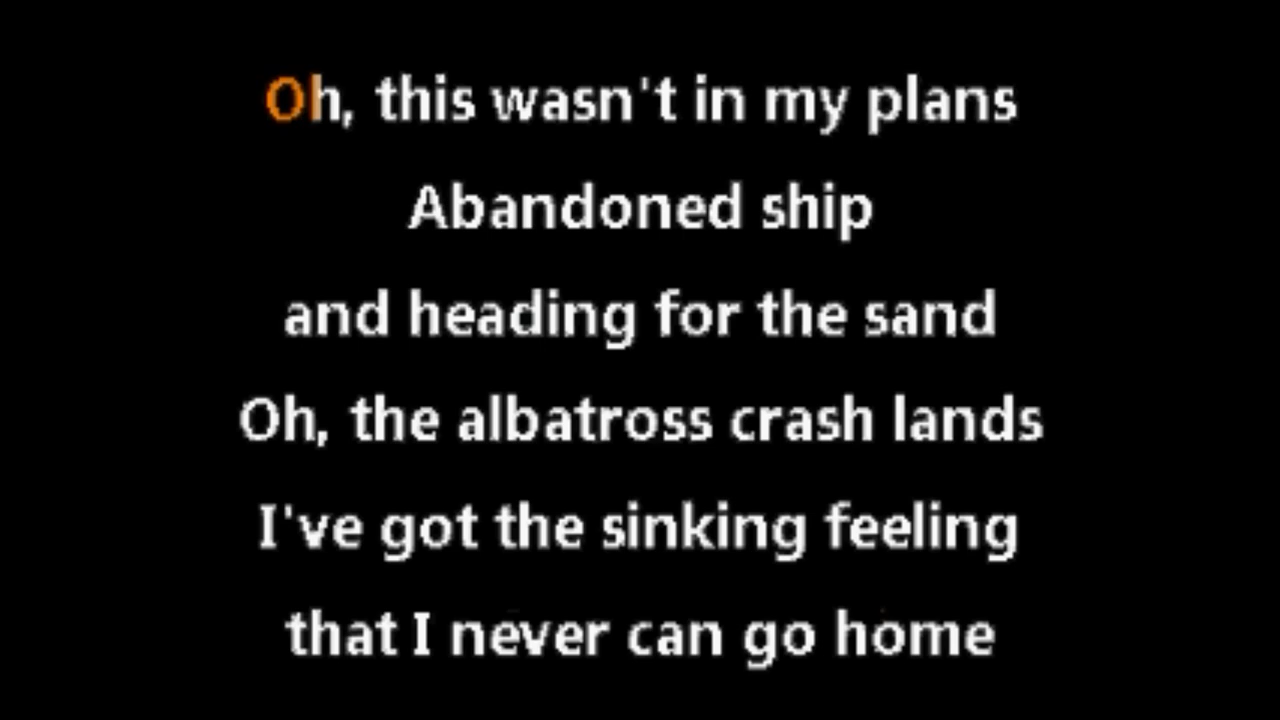 Oh, this wasn't in my plans
Abandoned ship
and heading for the sand
Oh, the albatross crash lands
I've got the sinking feeling
that I never can go home